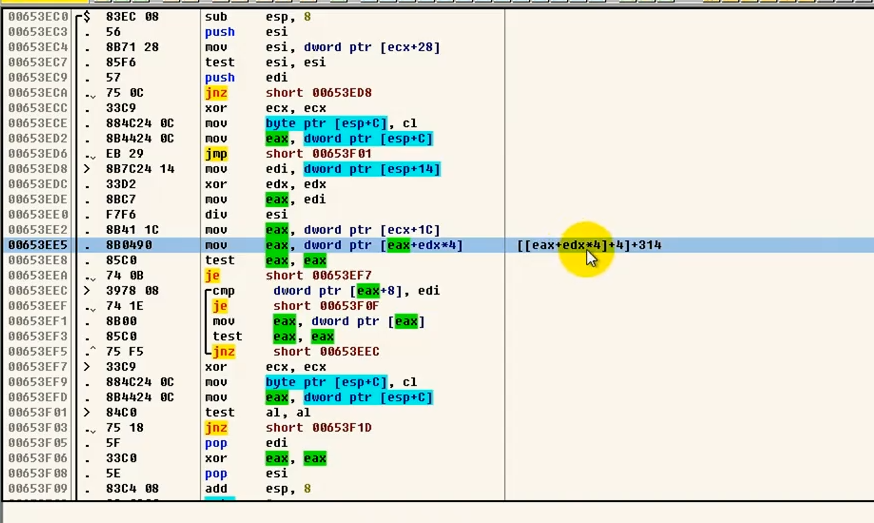 00653EC0 $ 83EC 08 sub esp, 8
00653EC3 . 56 push esi
00653EC4 . 8B71 28 mov esi, dword ptr [ecx+28]
00653EC7 . 85F6 test esi, esi
00653EC9 . 57 push edi
00653ECA . 75 0C jnz short 00653ED8
00653ECC . 33C9 xor ecx, ecx
00653ECE . 884C24 0C mov byte ptr [esp+C], cl
00653ED2 . 8B4424 0C mov eax, dword ptr [esp+C]
00653ED6 . EB 29 jmp short 00653F01
00653ED8 > 8B7C24 14 mov edi, dword ptr [esp+14]
00653EDC . 33D2 xor edx, edx
00653EDE . 8BC7 mov eax, edi
00653EE0 . F7F6 div esi
00653EE2 . 8B41 1C mov eax, dword ptr [ecx+1C]
00653EE5 . 8B0490 mov eax, dword ptr [eax+edx*4] [[eax+edx*4]+4]+314
00653EE8 . 85C0 test eax, eax
00653EEA . 74 0B je short 00653EF7
00653EEC > 3978 08 cmp dword ptr [eax+8], edi
00653EEF . 74 1E je short 00653F0F
00653EF1 . 8B00 mov eax, dword ptr [eax]
00653EF3 . 85C0 test eax, eax
00653EF5 .^ 75 F5 jnz short 00653EEC
00653EF7 > 33C9 xor ecx, ecx
00653EF9 . 884C24 0C mov byte ptr [esp+C], cl
00653EFD . 8B4424 0C mov eax, dword ptr [esp+C]
00653F01 > 84C0 test al, al
00653F03 . 75 18 jnz short 00653F1D
00653F05 . 5F pop edi
00653F06 . 33C0 xor eax, eax
00653F08 . 5E pop esi
00653F09 . 83C4 08 add esp, 8